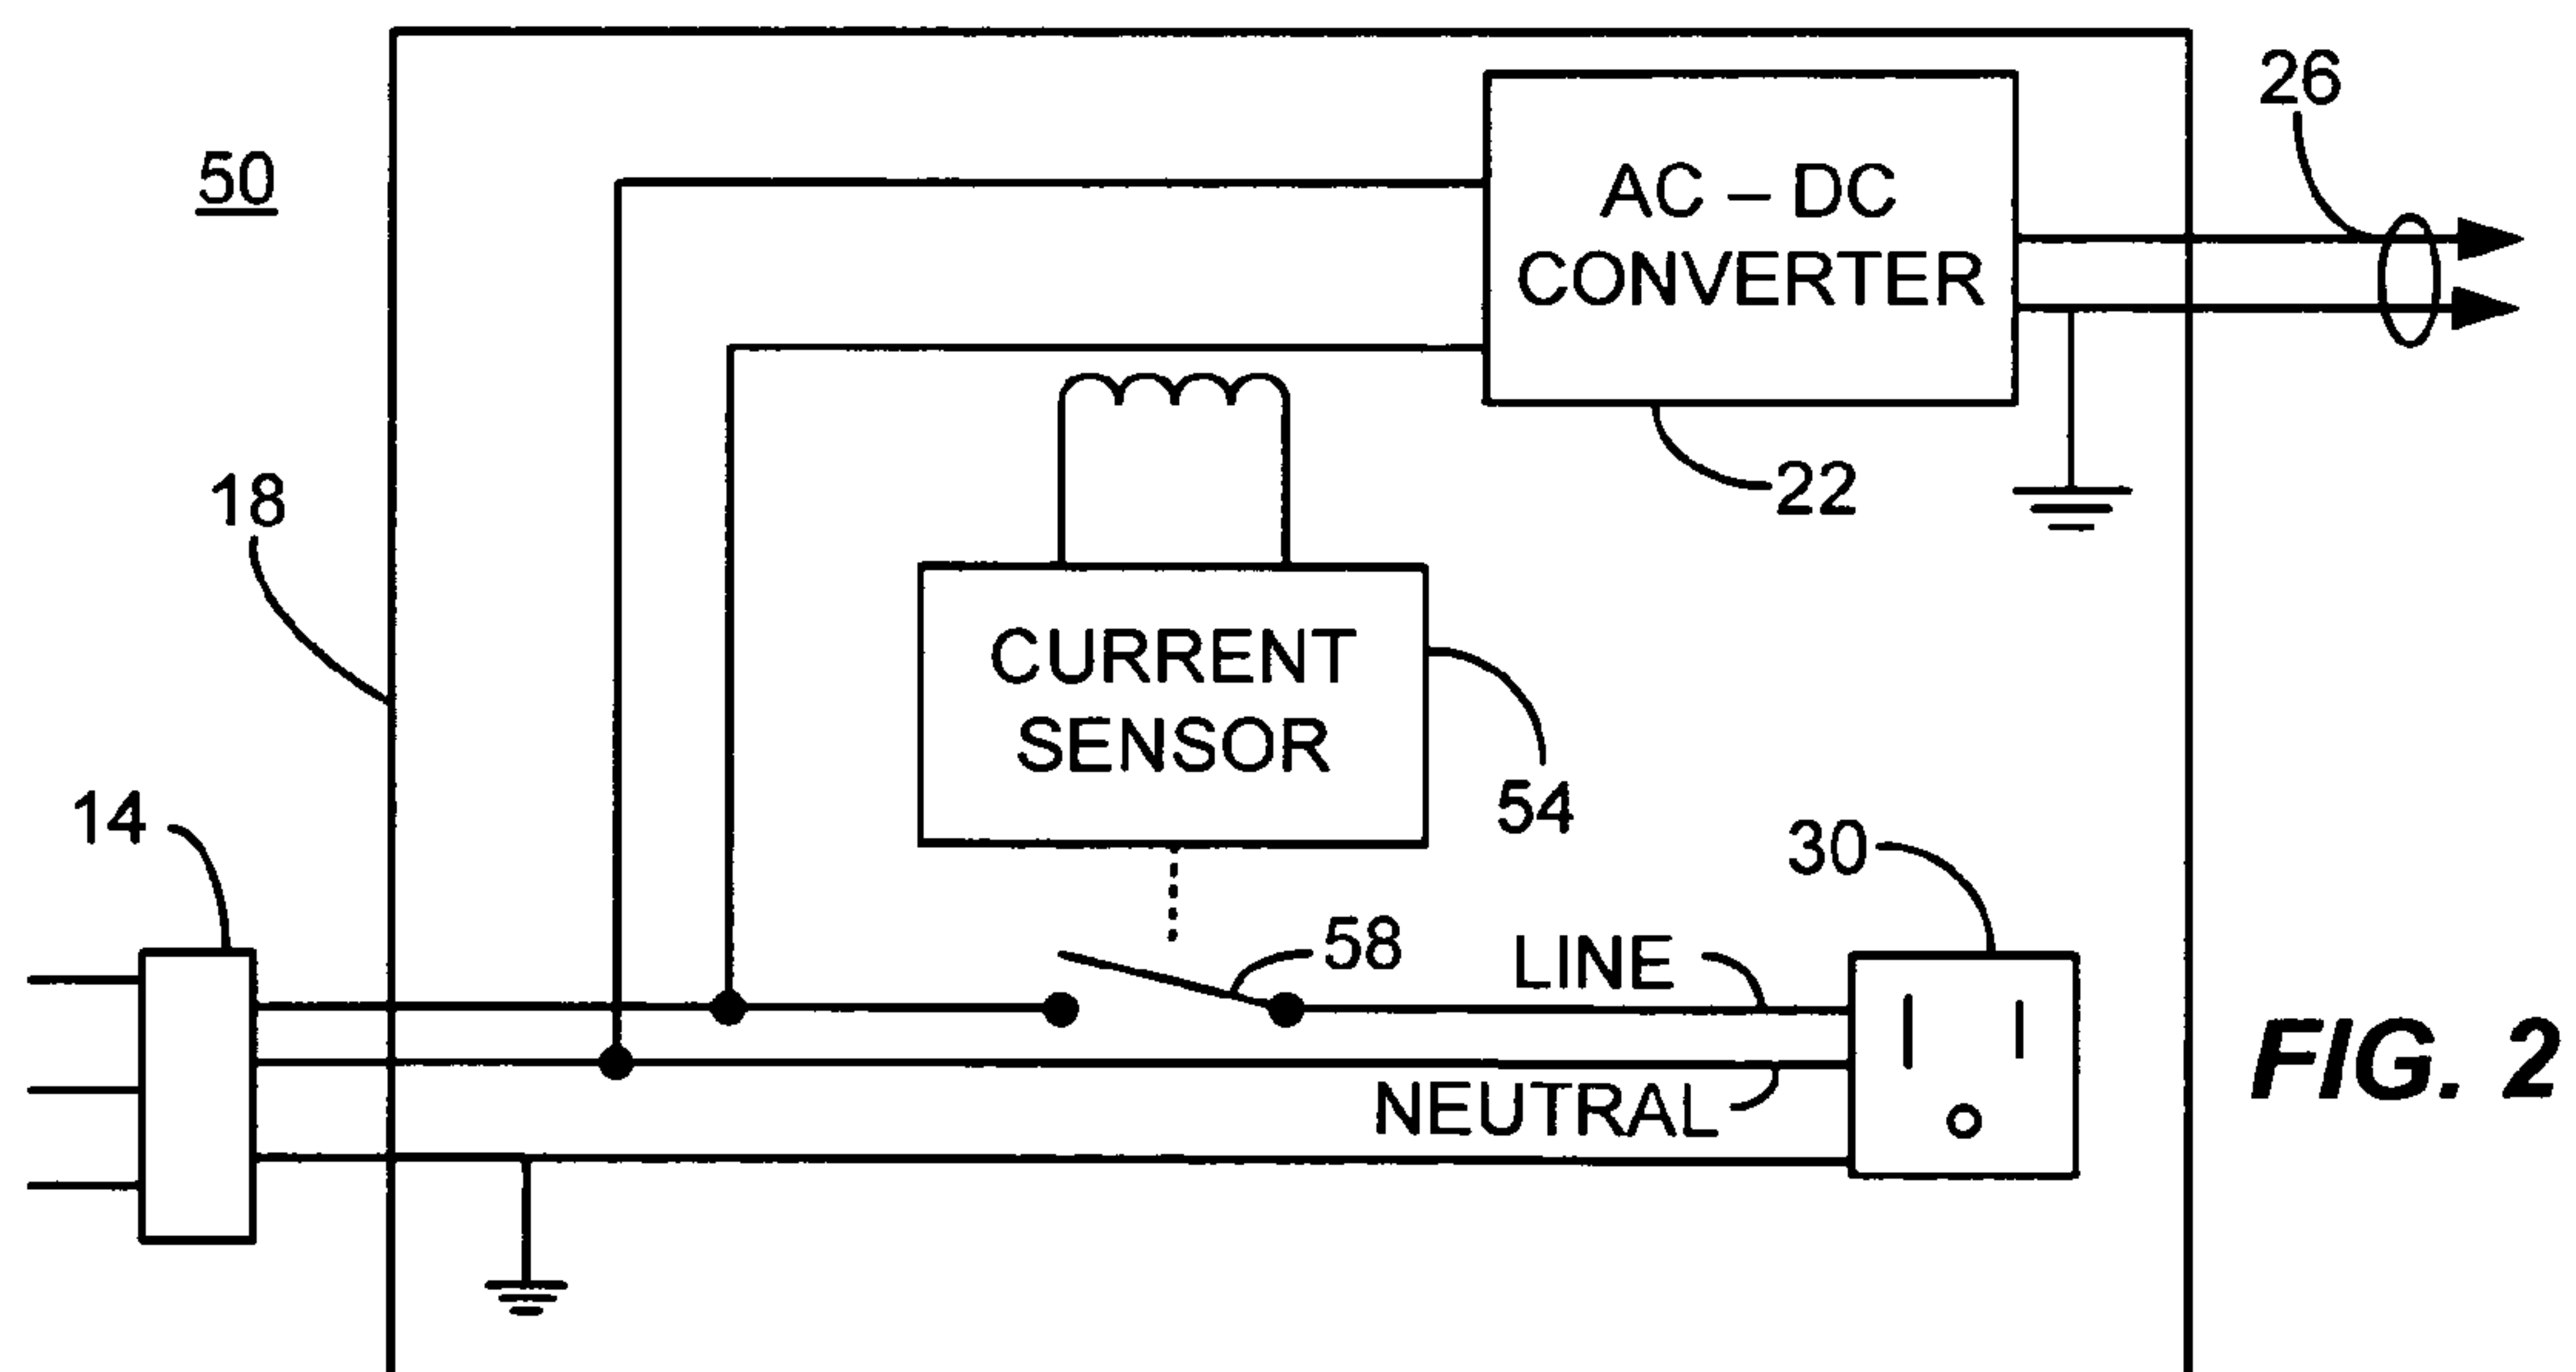 26
50
AC – DC
CONVERTER
18
22
CURRENT
SENSOR
14
54
30
58
LINE
NEUTRAL
FIG. 2